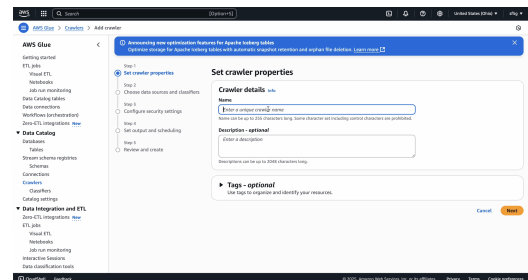 aws
Search
[Option+S]
United States (Ohio)
AWS Glue > Crawlers > Add crawler
AWS Glue
Getting started
ETL jobs
Visual ETL
Notebooks
Job run monitoring
Data Catalog tables
Data connections
Workflows (orchestration)
Zero-ETL integrations New
Data Catalog
Databases
Tables
Stream schema registries
Schemas
Connections
Crawlers
Classifiers
Catalog settings
Data Integration and ETL
Zero-ETL integrations New
ETL jobs
Visual ETL
Notebooks
Job run monitoring
Interactive Sessions
Data classification tools
Announcing new optimization features for Apache Iceberg tables
Optimize storage for Apache Iceberg tables with automatic snapshot retention and orphan file deletion. Learn more
Step 1
Set crawler properties
Step 2
Choose data sources and classifiers
Step 3
Configure security settings
Step 4
Set output and scheduling
Step 5
Review and create
Set crawler properties
Crawler details Info
Name
Enter a unique crawler name
Name can be up to 255 characters long. Some character set including control characters are prohibited.
Description - optional
Enter a description
Descriptions can be up to 2048 characters long.
Tags - optional
Use tags to organize and identify your resources.
Cancel
Next
CloudShell Feedback
© 2025, Amazon Web Services, Inc. or its affiliates. Privacy Terms Cookie preferences